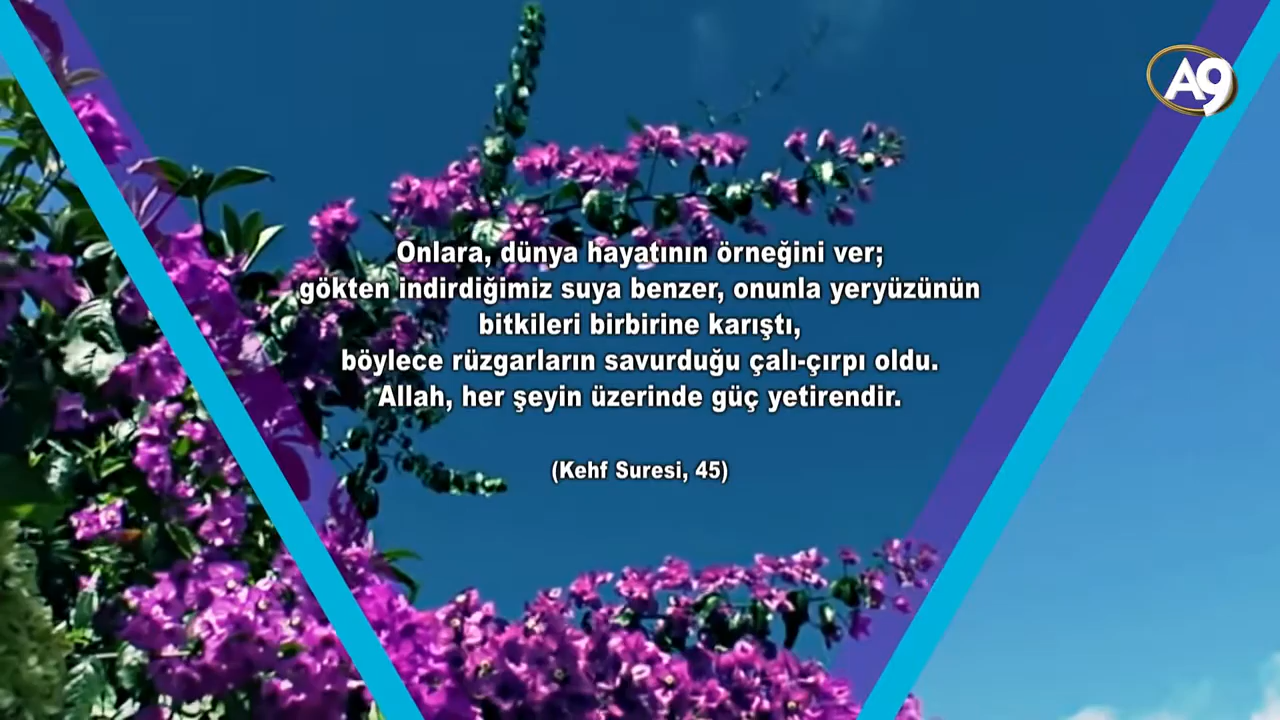 A9
Onlara, dünya hayatının örneğini ver;
gökten indirdiğimiz suya benzer, onunla yeryüzünün
bitkileri birbirine karıştı,
böylece rüzgarların savurduğu çalı-çırpı oldu.
Allah, her şeyin üzerinde güç yetirendir.
(Kehf Suresi, 45)